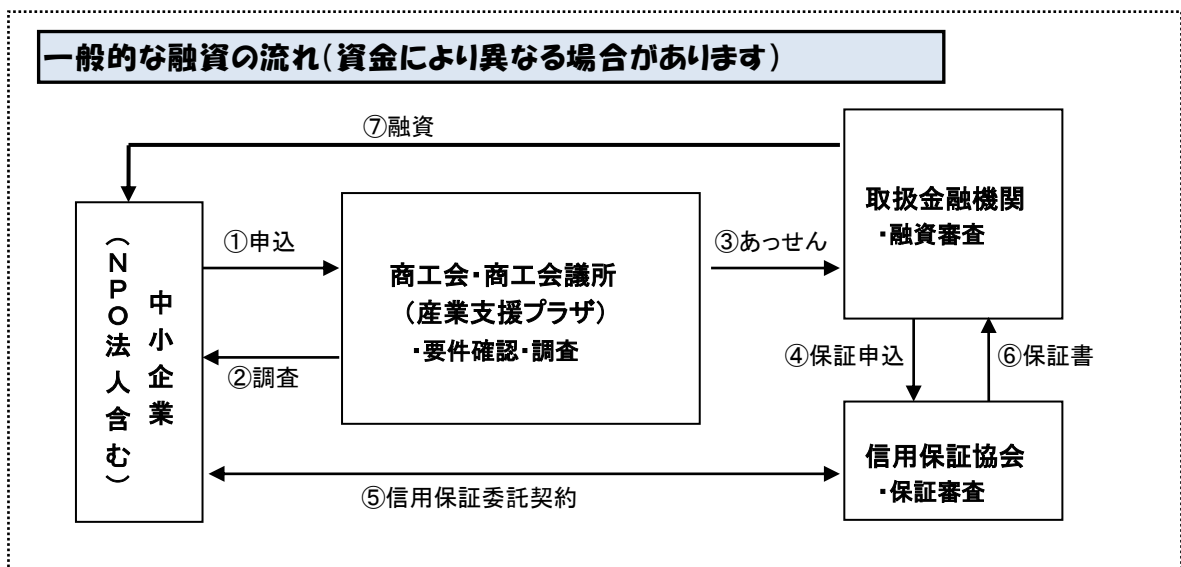 一般的な融資の流れ(資金により異なる場合があります)
⑦融資
中小企業
(NPO法人含む)
①申込
②調査
商工会・商工会議所
(産業支援プラザ)
・要件確認・調査
③あっせん
取扱金融機関
・融資審査
④保証申込
⑥保証書
信用保証協会
・保証審査
⑤信用保証委託契約